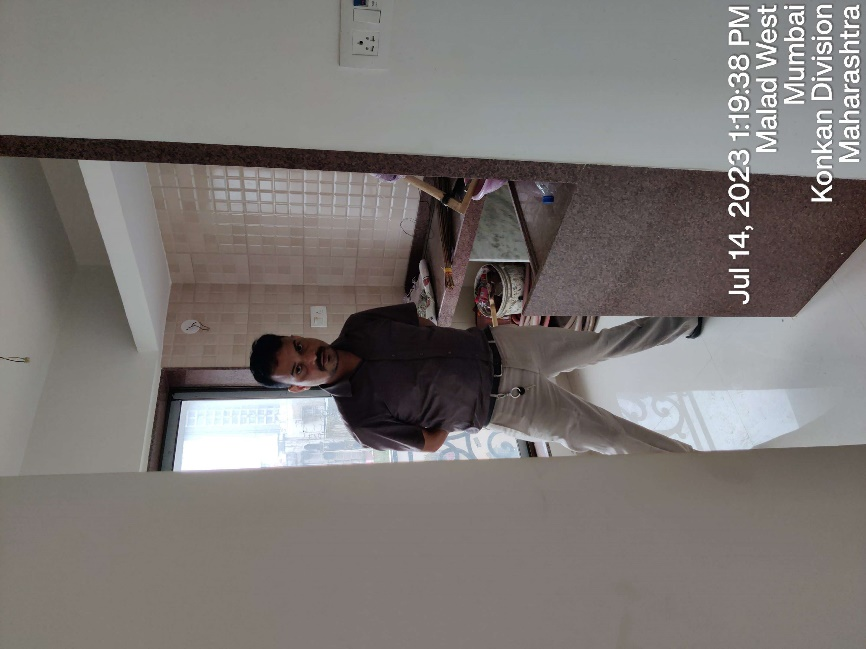 Jul 14, 2023 1:19:38 PM
Malad West
Mumbai
Konkan Division
Maharashtra